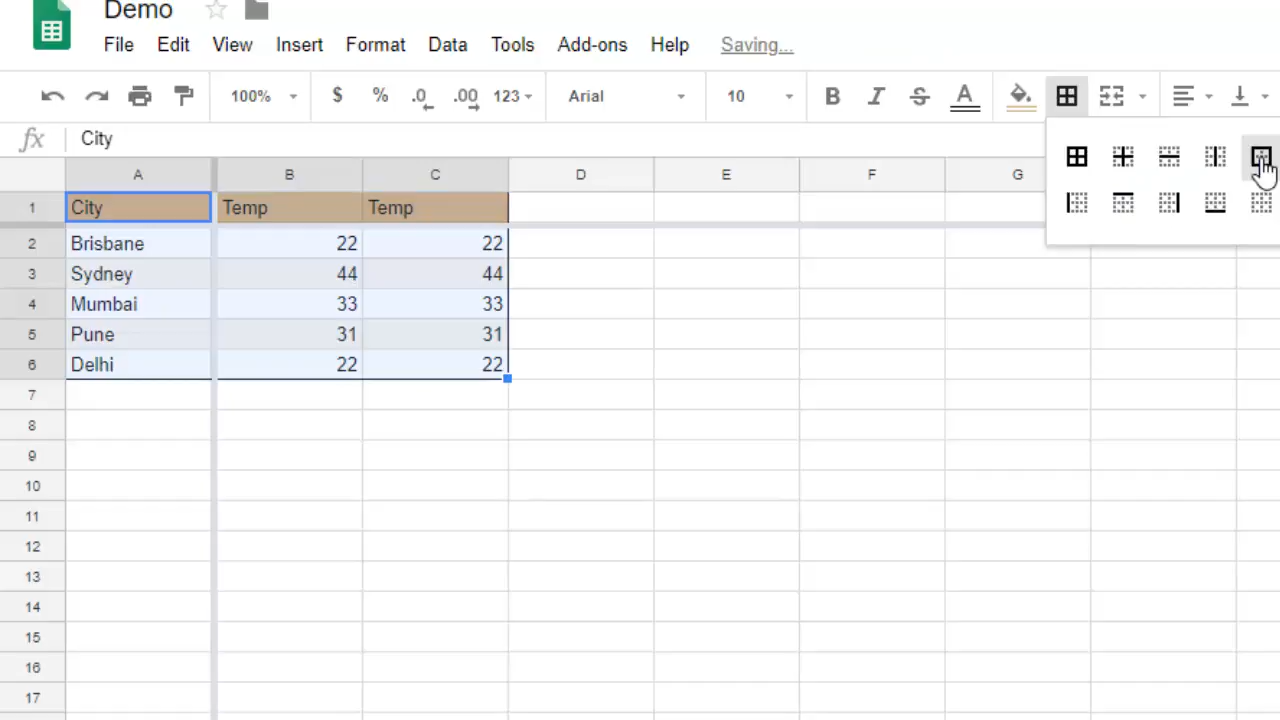 Demo
File Edit View Insert Format Data Tools Add-ons Help Saving...
100% $ % .0 .00 123 Arial 10 B I S A
fx City
A B C D E F G
1 City Temp Temp
2 Brisbane 22 22
3 Sydney 44 44
4 Mumbai 33 33
5 Pune 31 31
6 Delhi 22 22
7
8
9
10
11
12
13
14
15
16
17